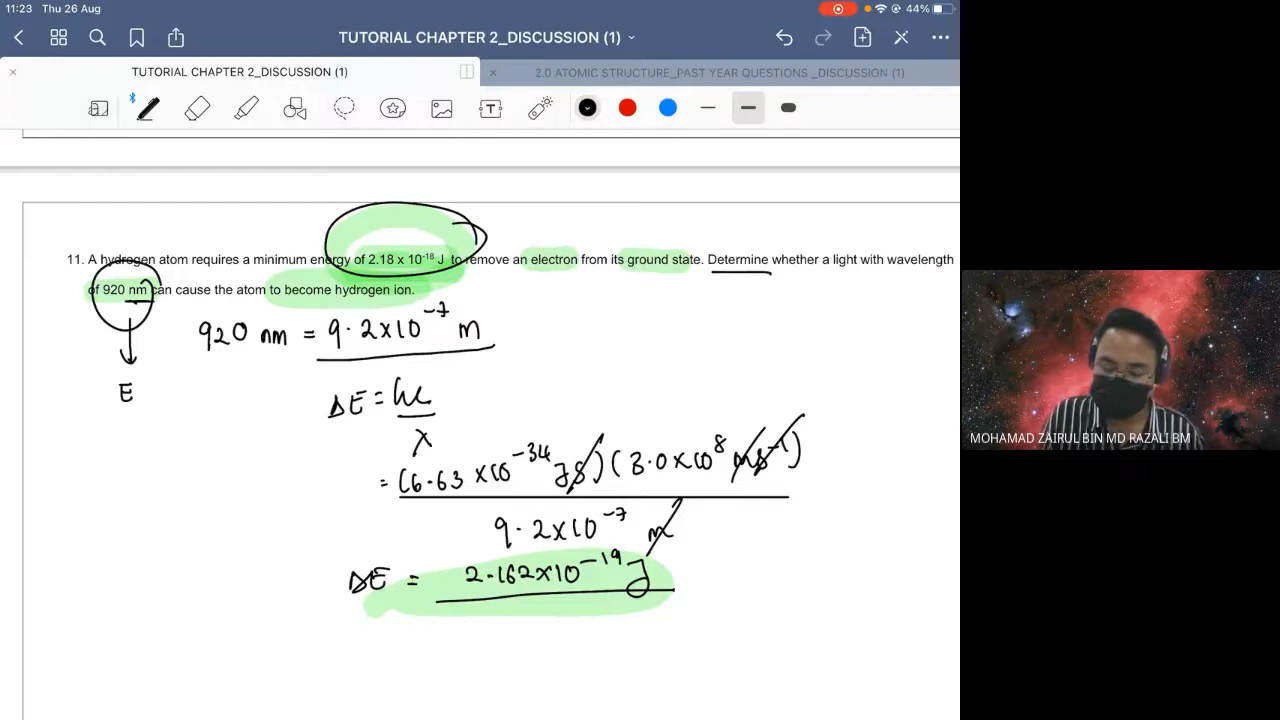 11:23 Thu 26 Aug
44%
TUTORIAL CHAPTER 2_DISCUSSION (1)
TUTORIAL CHAPTER 2_DISCUSSION (1)
2.0 ATOMIC STRUCTURE_PAST YEAR QUESTIONS _DISCUSSION (1)
T
11. A hydrogen atom requires a minimum energy of 2.18 x 10⁻¹⁸ J to remove an electron from its ground state. Determine whether a light with wavelength
of 920 nm can cause the atom to become hydrogen ion.
920 nm = 9.2x10⁻⁷ m
E
ΔE = hc
λ
= (6.63 x10⁻³⁴ Js) (3.0x10⁸ ms⁻¹)
9.2x10⁻⁷ m
ΔE = 2.162x10⁻¹⁹ J
MOHAMAD ZAIRUL BIN MD RAZALI BM